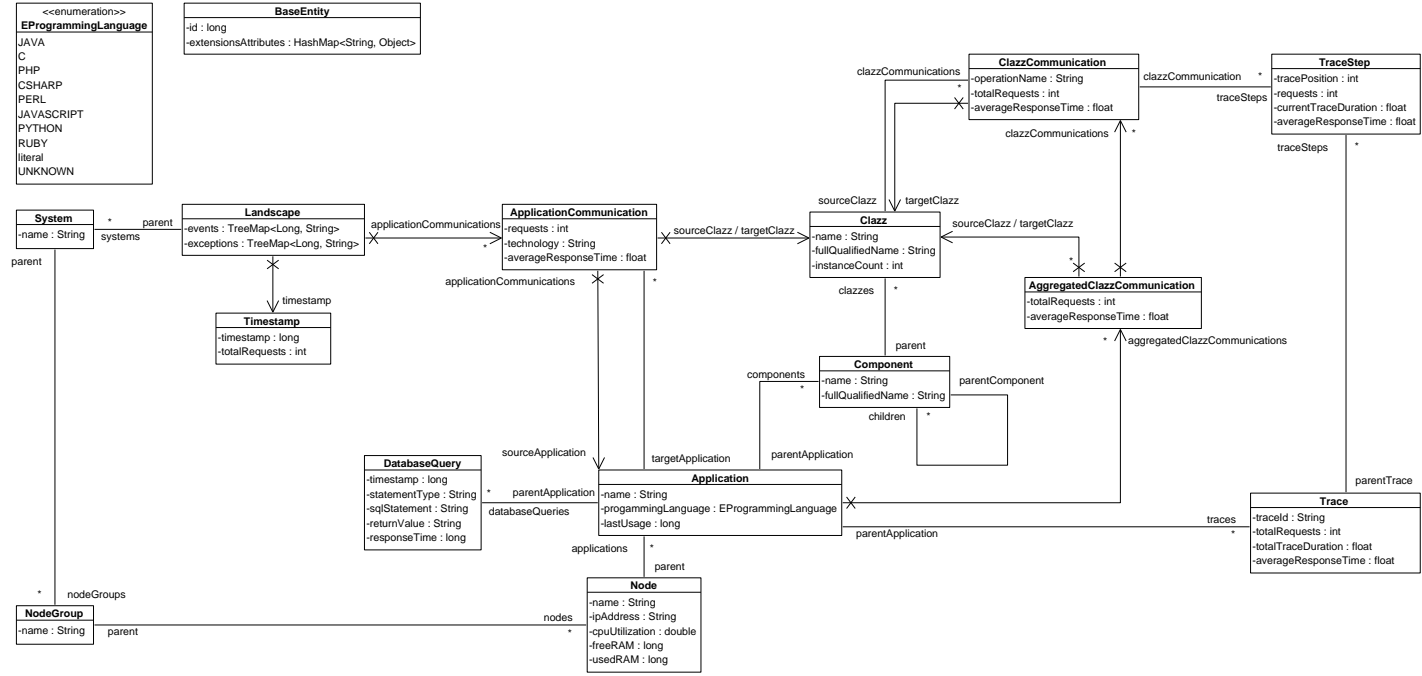 <<enumeration>>
EProgrammingLanguage
JAVA
C
PHP
CSHARP
PERL
JAVASCRIPT
PYTHON
RUBY
literal
UNKNOWN
BaseEntity
-id : long
-extensionsAttributes : HashMap<String, Object>
ClazzCommunication
-operationName : String
-totalRequests : int
-averageResponseTime : float
clazzCommunications
*
clazzCommunication
*
traceSteps
TraceStep
-tracePosition : int
-requests : int
-currentTraceDuration : float
-averageResponseTime : float
clazzCommunications
*
traceSteps
*
System
-name : String
*
parent
systems
parent
Landscape
-events : TreeMap<Long, String>
-exceptions : TreeMap<Long, String>
applicationCommunications
*
ApplicationCommunication
-requests : int
-technology : String
-averageResponseTime : float
applicationCommunications
*
sourceClazz / targetClazz
sourceClazz
targetClazz
Clazz
-name : String
-fullQualifiedName : String
-instanceCount : int
clazzes
*
sourceClazz / targetClazz
*
AggregatedClazzCommunication
-totalRequests : int
-averageResponseTime : float
*
aggregatedClazzCommunications
timestamp
Timestamp
-timestamp : long
-totalRequests : int
parent
Component
-name : String
-fullQualifiedName : String
components
*
parentComponent
children
*
sourceApplication
targetApplication
parentApplication
DatabaseQuery
-timestamp : long
-statementType : String
-sqlStatement : String
-returnValue : String
-responseTime : long
*
parentApplication
databaseQueries
Application
-name : String
-progammingLanguage : EProgrammingLanguage
-lastUsage : long
applications
*
parentApplication
traces
*
parentTrace
Trace
-traceId : String
-totalRequests : int
-totalTraceDuration : float
-averageResponseTime : float
parent
Node
-name : String
-ipAddress : String
-cpuUtilization : double
-freeRAM : long
-usedRAM : long
*
nodeGroups
NodeGroup
-name : String
parent
nodes
*